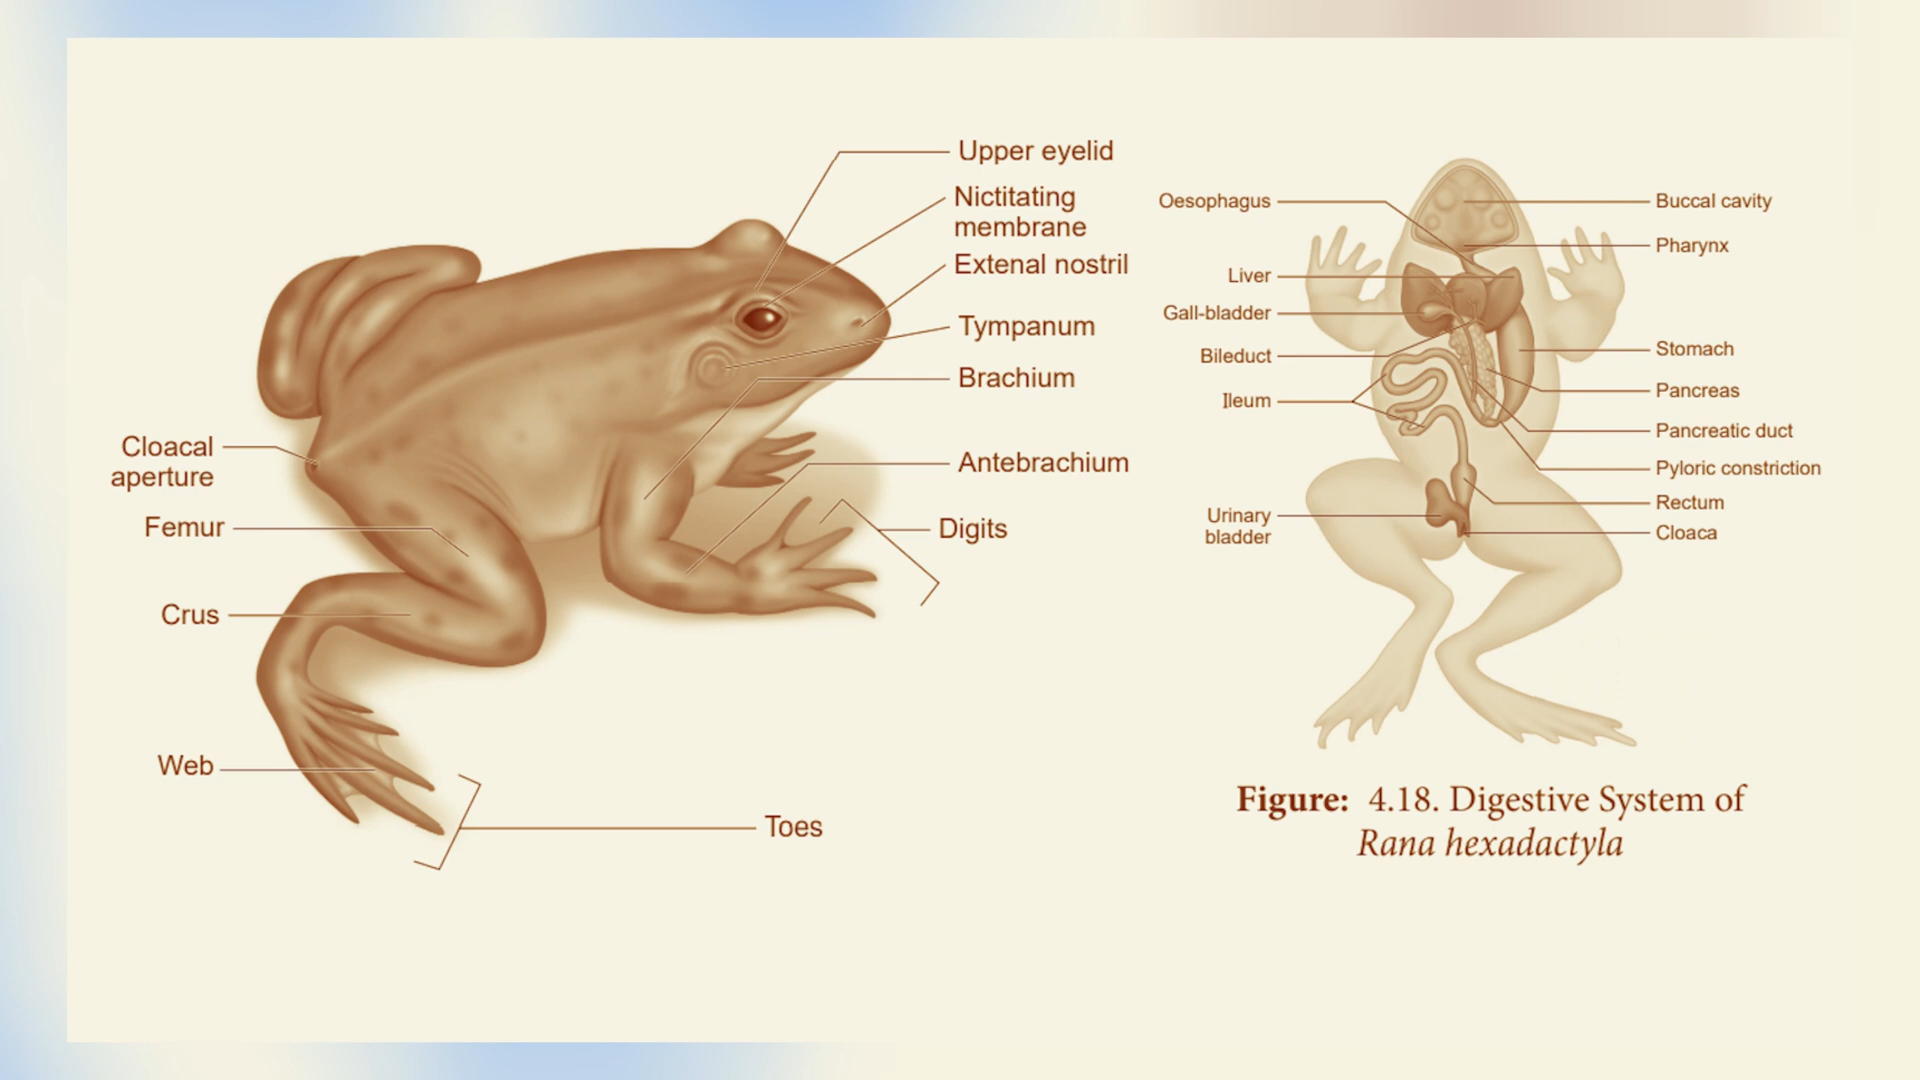 Upper eyelid
Nictitating
membrane
Extenal nostril
Tympanum
Brachium
Antebrachium
Digits
Cloacal
aperture
Femur
Crus
Web
Toes
Oesophagus
Liver
Gall-bladder
Bileduct
Ileum
Urinary
bladder
Buccal cavity
Pharynx
Stomach
Pancreas
Pancreatic duct
Pyloric constriction
Rectum
Cloaca
Figure: 4.18. Digestive System of
Rana hexadactyla